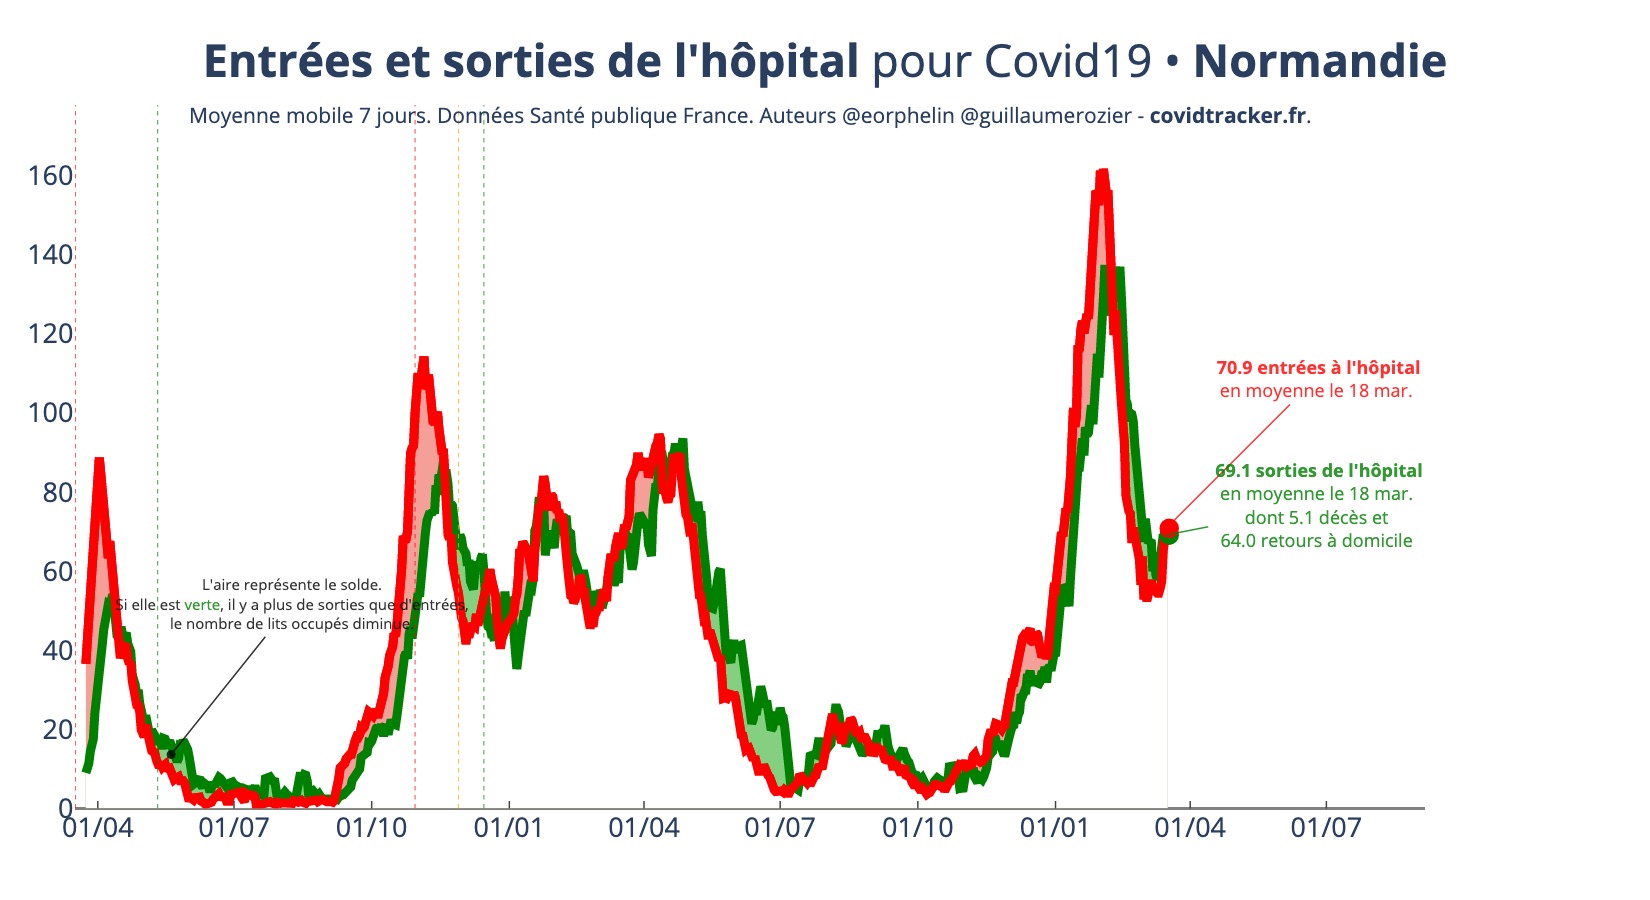 Entrées et sorties de l'hôpital pour Covid19 • Normandie
Moyenne mobile 7 jours. Données Santé publique France. Auteurs @eorphelin @guillaumerozier - covidtracker.fr.
160
140
120
100
80
60
40
20
0
70.9 entrées à l'hôpital
en moyenne le 18 mar.
69.1 sorties de l'hôpital
en moyenne le 18 mar.
dont 5.1 décès et
64.0 retours à domicile
L'aire représente le solde.
Si elle est verte, il y a plus de sorties que d'entrées,
le nombre de lits occupés diminue.
01/04 01/07 01/10 01/01 01/04 01/07 01/10 01/01 01/04 01/07